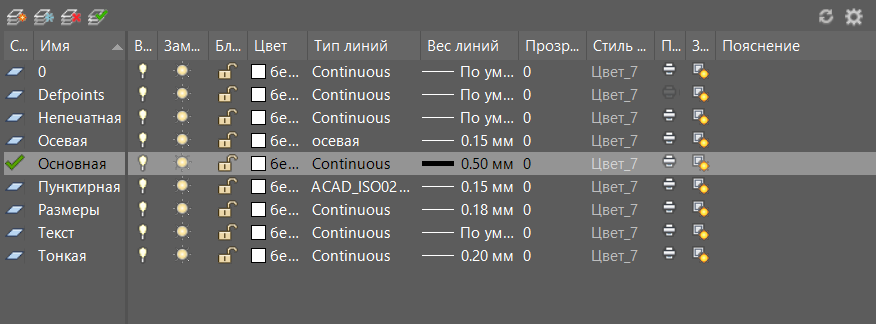 С... Имя В... Зам... Бл... Цвет Тип линий Вес линий Прозр... Стиль ... П... З... Пояснение
0 бе... Continuous По ум... 0 Цвет_7
Defpoints бе... Continuous По ум... 0 Цвет_7
Непечатная бе... Continuous По ум... 0 Цвет_7
Осевая бе... осевая 0.15 мм 0 Цвет_7
Основная бе... Continuous 0.50 мм 0 Цвет_7
Пунктирная бе... ACAD_ISO02 ... 0.15 мм 0 Цвет_7
Размеры бе... Continuous 0.18 мм 0 Цвет_7
Текст бе... Continuous По ум... 0 Цвет_7
Тонкая бе... Continuous 0.20 мм 0 Цвет_7